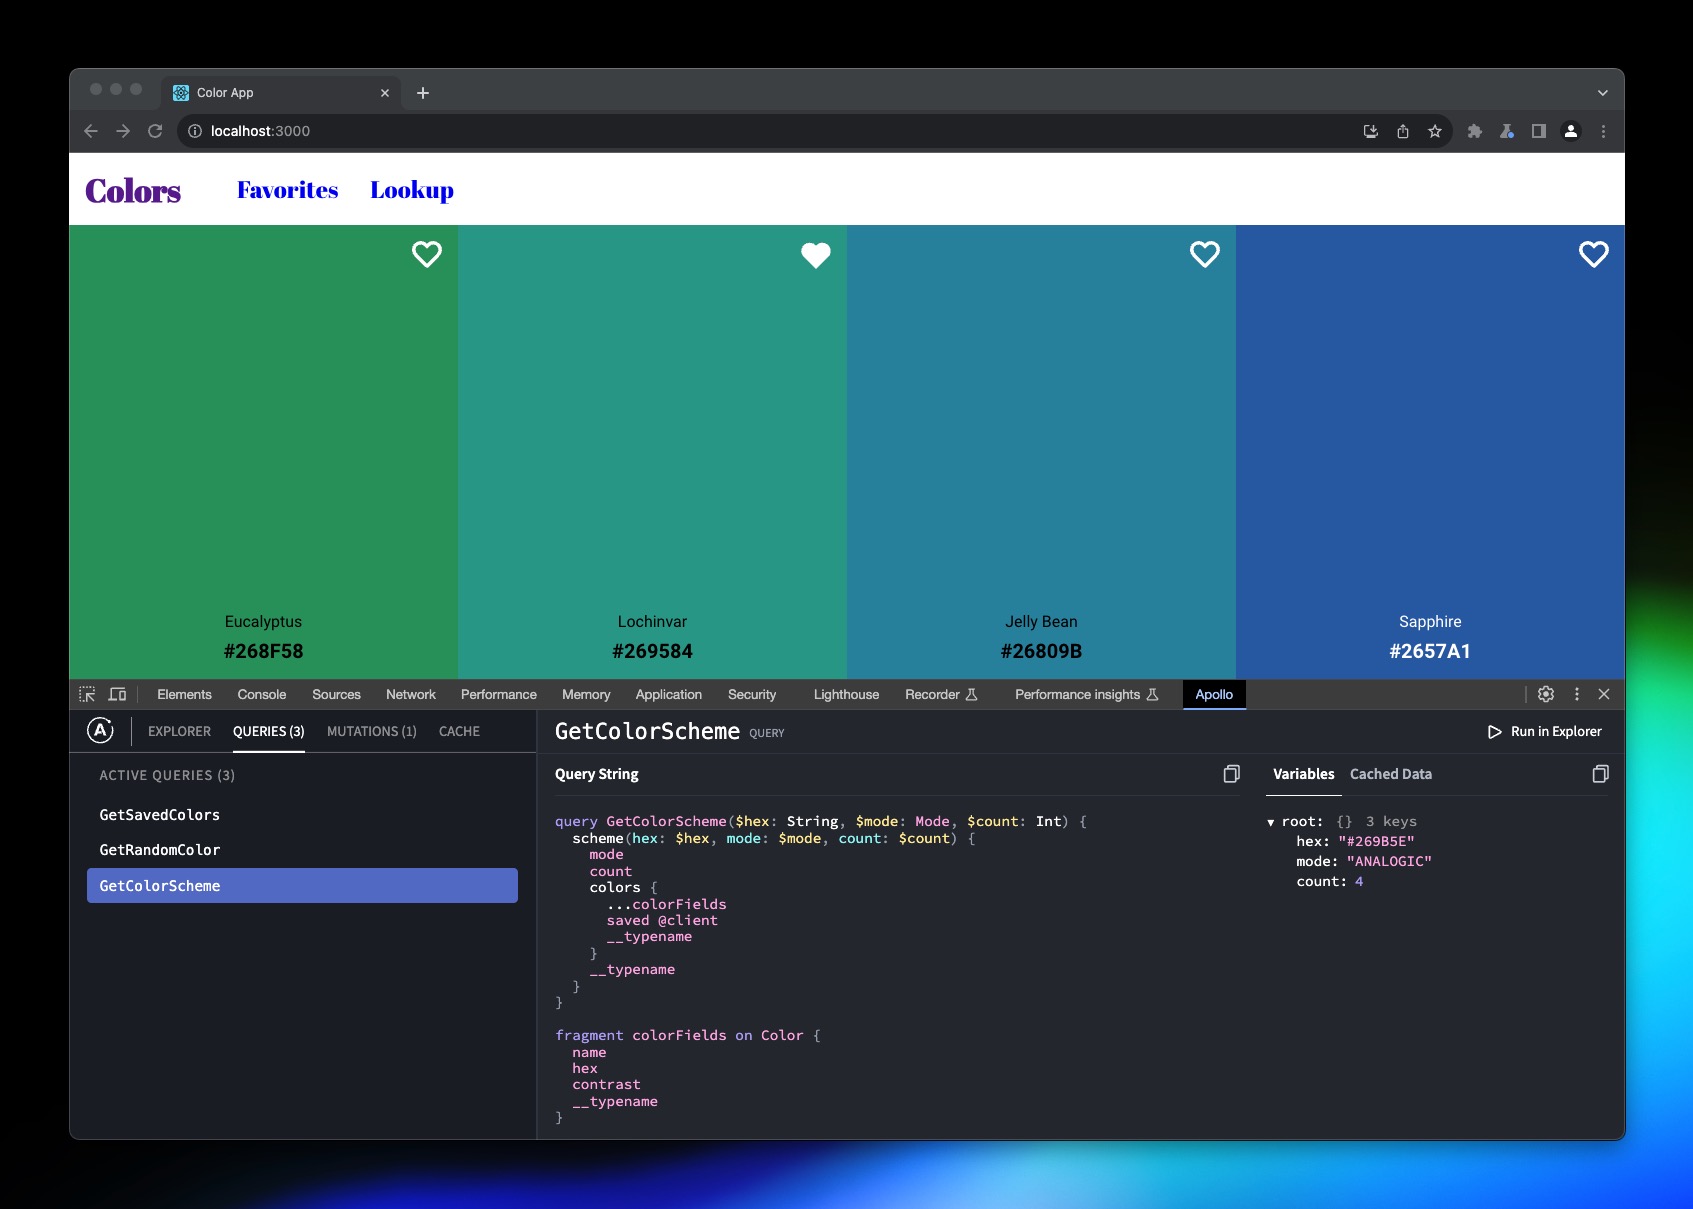 Color App
localhost:3000
Colors Favorites Lookup
Eucalyptus
#268F58
Lochinvar
#269584
Jelly Bean
#26809B
Sapphire
#2657A1
Elements Console Sources Network Performance Memory Application Security Lighthouse Recorder Performance insights Apollo
A EXPLORER QUERIES (3) MUTATIONS (1) CACHE
ACTIVE QUERIES (3)
GetSavedColors
GetRandomColor
GetColorScheme
GetColorScheme QUERY
Run in Explorer
Query String
query GetColorScheme($hex: String, $mode: Mode, $count: Int) {
scheme(hex: $hex, mode: $mode, count: $count) {
mode
count
colors {
...colorFields
saved @client
__typename
}
__typename
}
}
fragment colorFields on Color {
name
hex
contrast
__typename
}
Variables Cached Data
root: {} 3 keys
hex: "#269B5E"
mode: "ANALOGIC"
count: 4